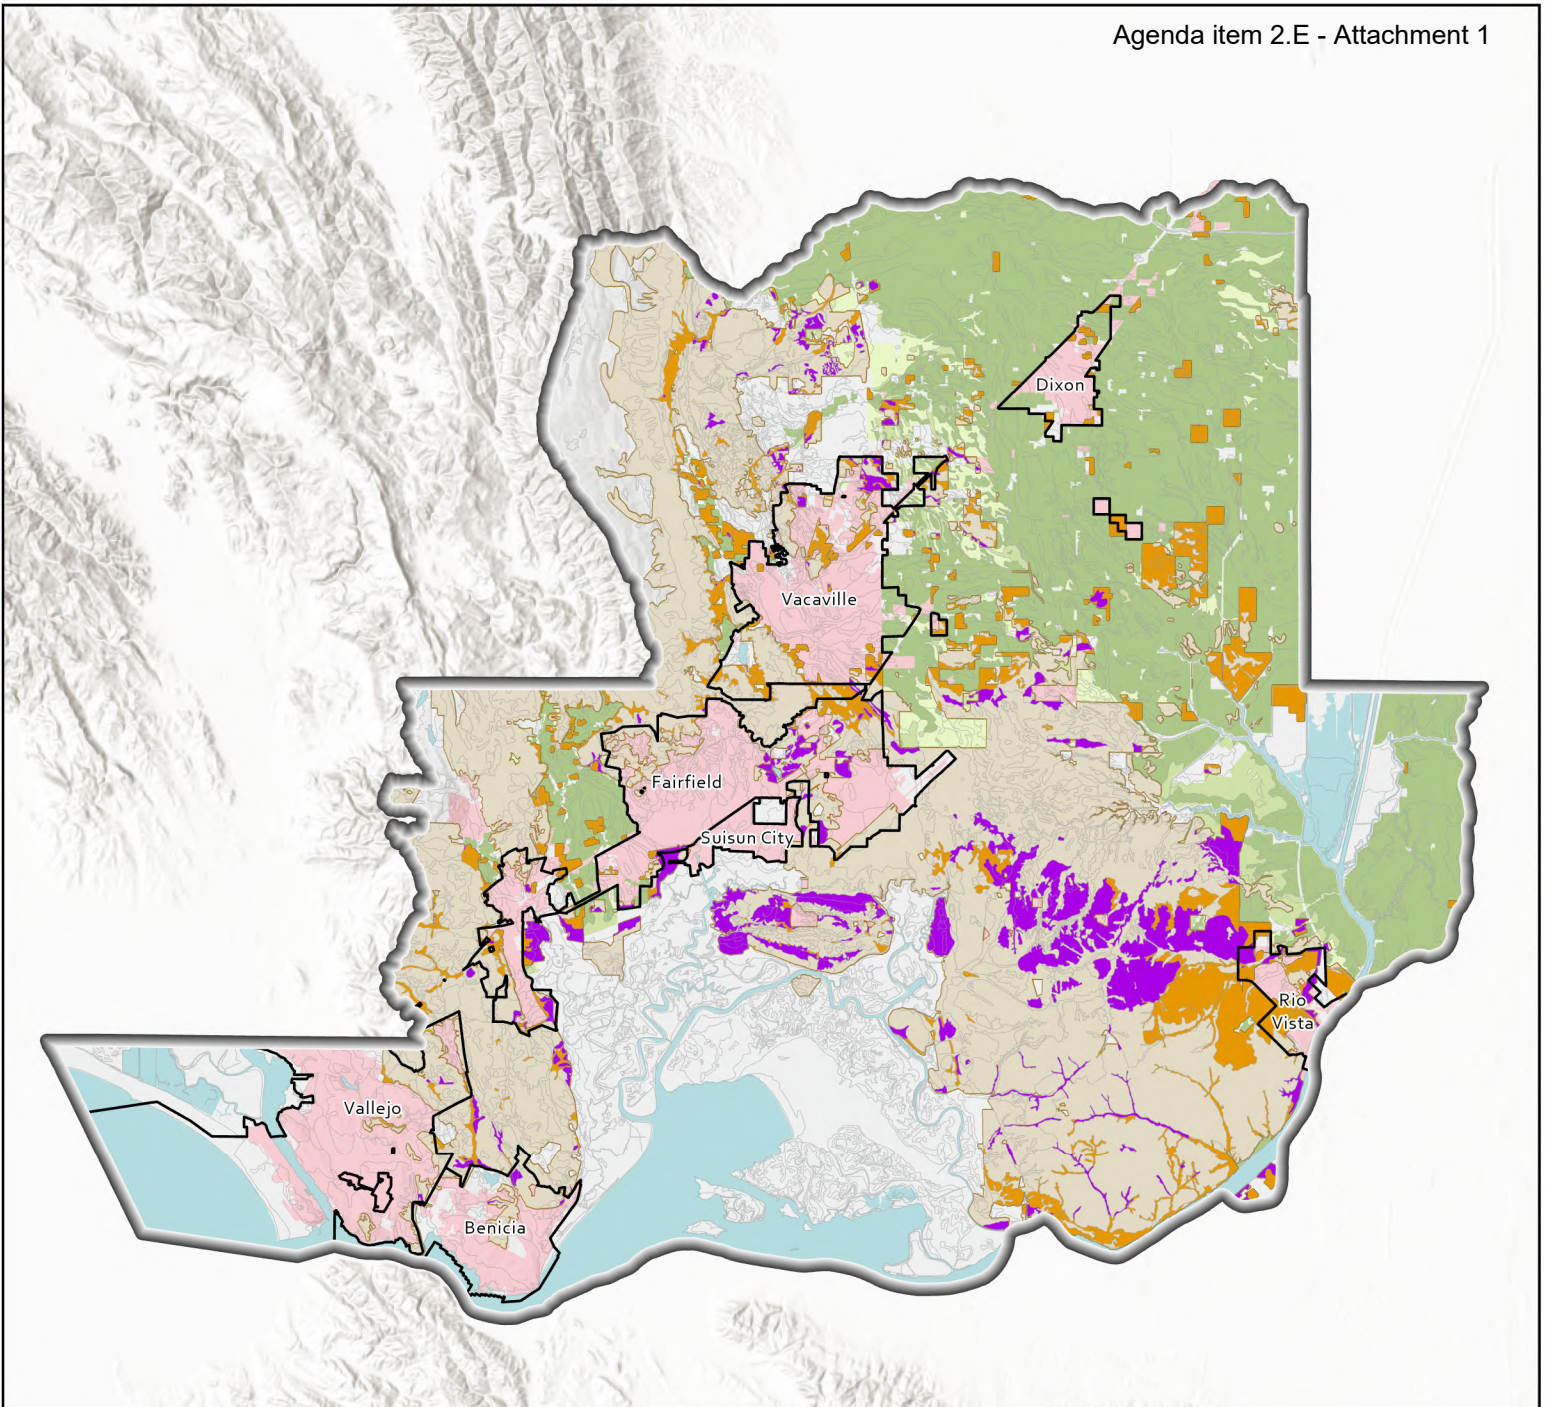 Agenda item 2.E - Attachment 1
Dixon
Vacaville
Fairfield
Suisun City
Rio
Vista
Vallejo
Benicia